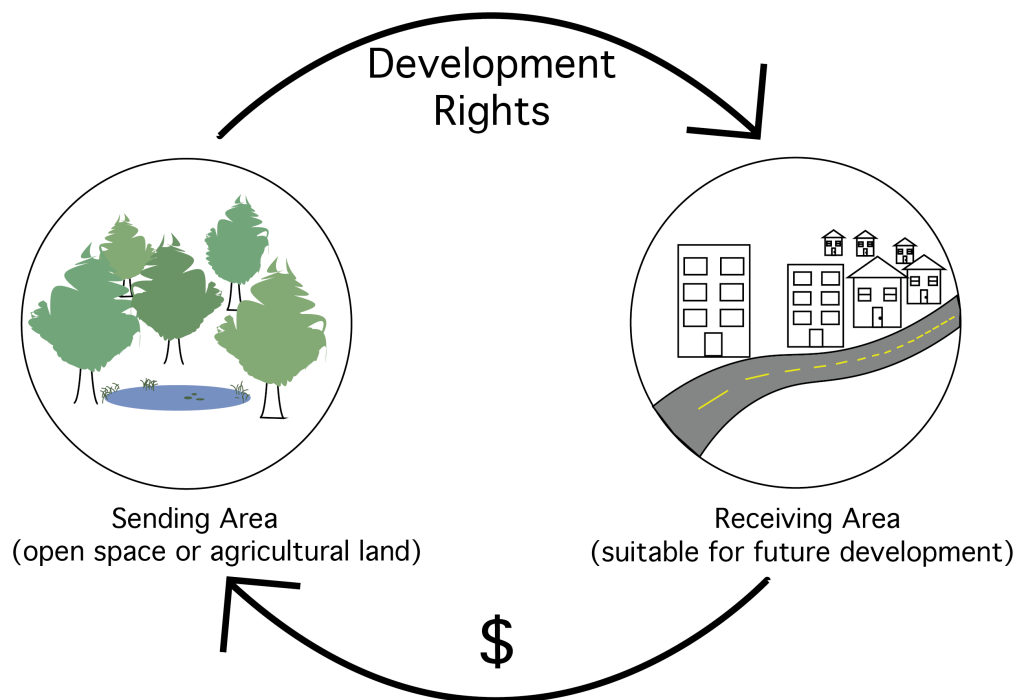 Development
Rights
Sending Area
(open space or agricultural land)
Receiving Area
(suitable for future development)
$